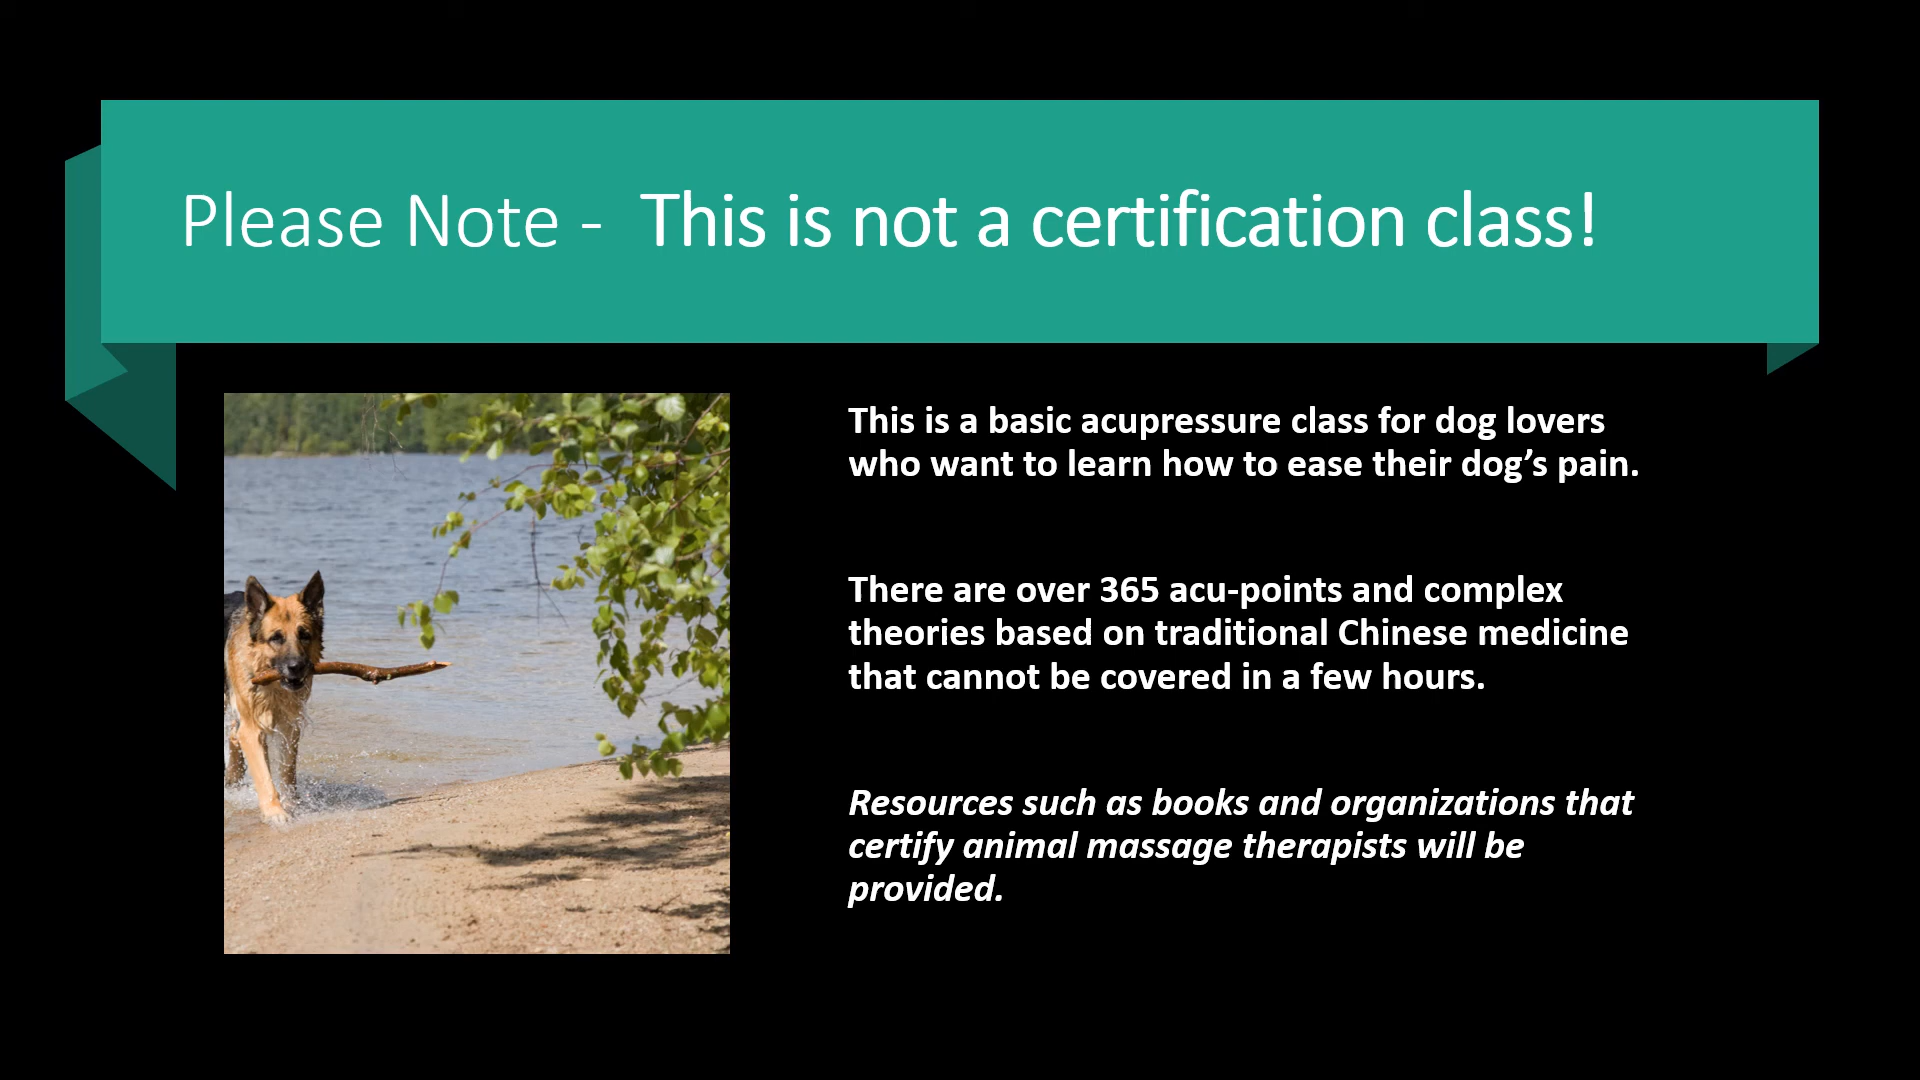 Please Note -  This is not a certification class!
This is a basic acupressure class for dog lovers
who want to learn how to ease their dog’s pain.
There are over 365 acu-points and complex
theories based on traditional Chinese medicine
that cannot be covered in a few hours.
Resources such as books and organizations that
certify animal massage therapists will be
provided.